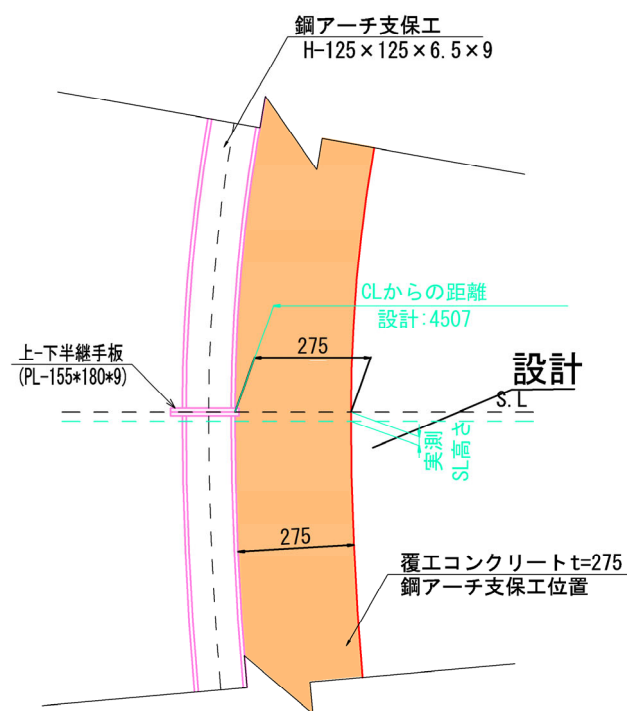 鋼アーチ支保工
H-125×125×6.5×9
CLからの距離
設計:4507
275
上-下半継手板
(PL-155*180*9)
設計
S.L
実測
SL高さ
275
覆工コンクリートt=275
鋼アーチ支保工位置